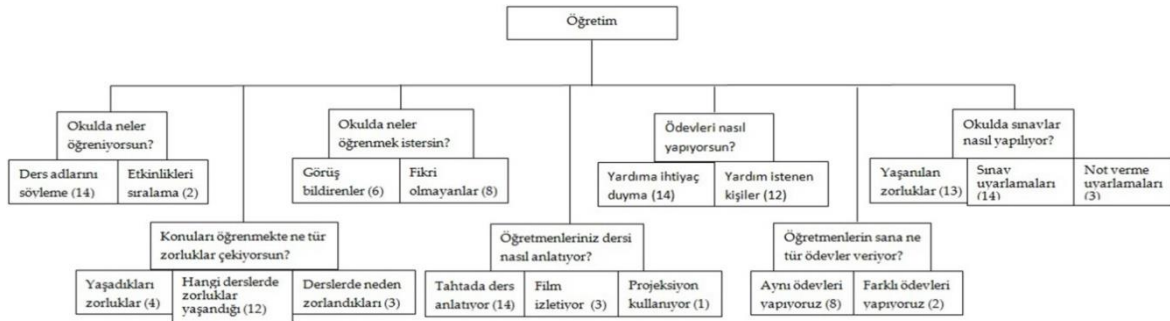 Öğretim
Okulda neler
öğreniyorsun?
Ders adlarını
söyleme (14)
Etkinlikleri
sıralama (2)
Okulda neler
öğrenmek istersin?
Görüş
bildirenler (6)
Fikri
olmayanlar (8)
Ödevleri nasıl
yapıyorsun?
Yardıma ihtiyaç
duyma (14)
Yardım istenen
kişiler (12)
Okulda sınavlar
nasıl yapılıyor?
Yaşanılan
zorluklar (13)
Sınav
uyarlamaları
(14)
Not verme
uyarlamaları
(3)
Konuları öğrenmekte ne tür
zorluklar çekiyorsun?
Yaşadıkları
zorluklar (4)
Hangi derslerde
zorluklar
yaşandığı (12)
Derslerde neden
zorlandıkları (3)
Öğretmenleriniz dersi
nasıl anlatıyor?
Tahtada ders
anlatıyor (14)
Film
izletiyor (3)
Projeksiyon
kullanıyor (1)
Öğretmenlerin sana ne
tür ödevler veriyor?
Aynı ödevleri
yapıyoruz (8)
Farklı ödevleri
yapıyoruz (2)